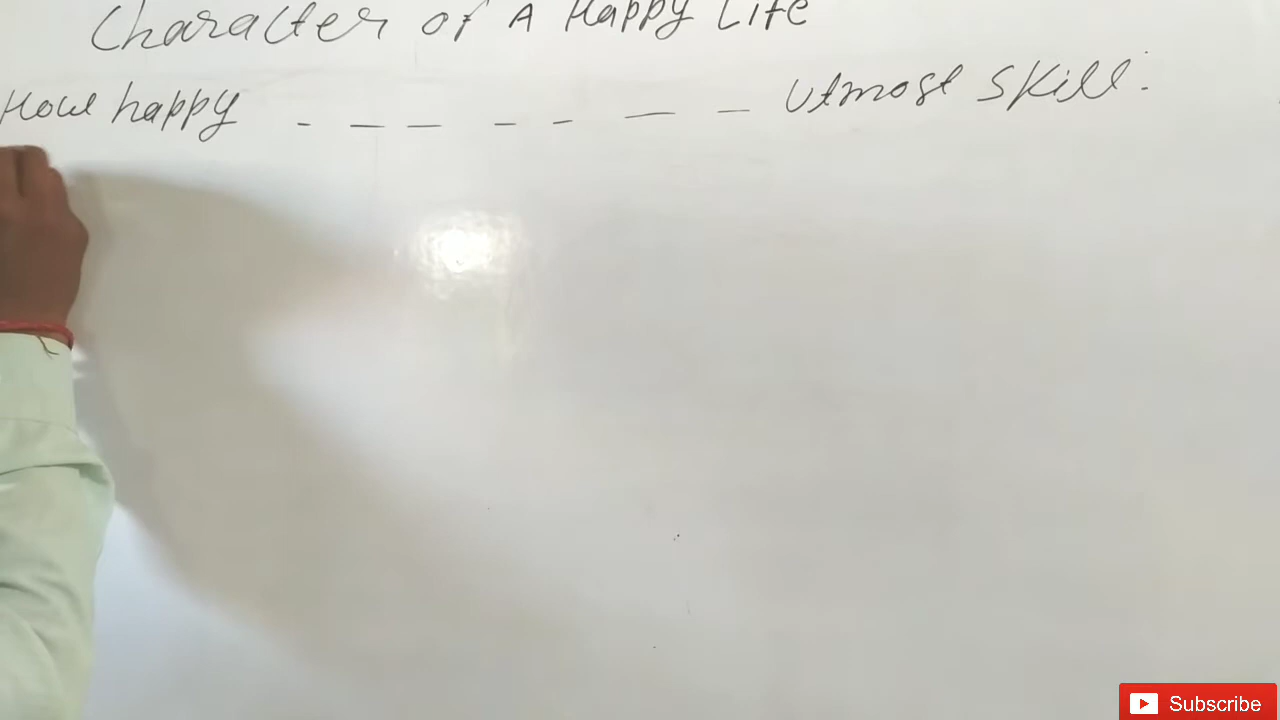 Character of A Happy Life
How happy - — — - - — — Utmost skill.
Subscribe